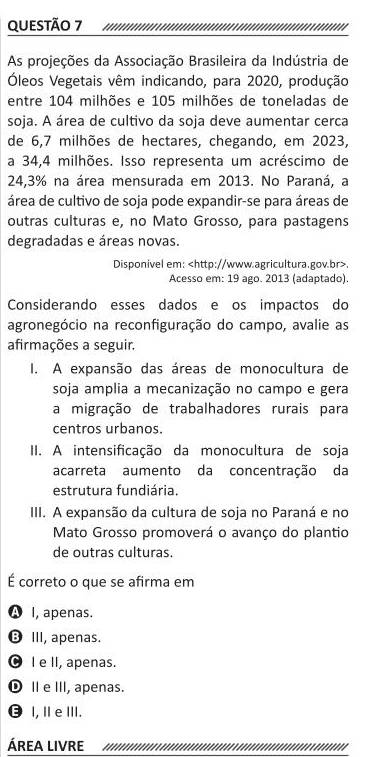 QUESTÃO 7
As projeções da Associação Brasileira da Indústria de
Óleos Vegetais vêm indicando, para 2020, produção
entre 104 milhões e 105 milhões de toneladas de
soja. A área de cultivo da soja deve aumentar cerca
de 6,7 milhões de hectares, chegando, em 2023,
a 34,4 milhões. Isso representa um acréscimo de
24,3% na área mensurada em 2013. No Paraná, a
área de cultivo de soja pode expandir-se para áreas de
outras culturas e, no Mato Grosso, para pastagens
degradadas e áreas novas.
Disponível em: <http://www.agricultura.gov.br>.
Acesso em: 19 ago. 2013 (adaptado).
Considerando esses dados e os impactos do
agronegócio na reconfiguração do campo, avalie as
afirmações a seguir.
I. A expansão das áreas de monocultura de
soja amplia a mecanização no campo e gera
a migração de trabalhadores rurais para
centros urbanos.
II. A intensificação da monocultura de soja
acarreta aumento da concentração da
estrutura fundiária.
III. A expansão da cultura de soja no Paraná e no
Mato Grosso promoverá o avanço do plantio
de outras culturas.
É correto o que se afirma em
A I, apenas.
B III, apenas.
C I e II, apenas.
D II e III, apenas.
E I, II e III.
ÁREA LIVRE